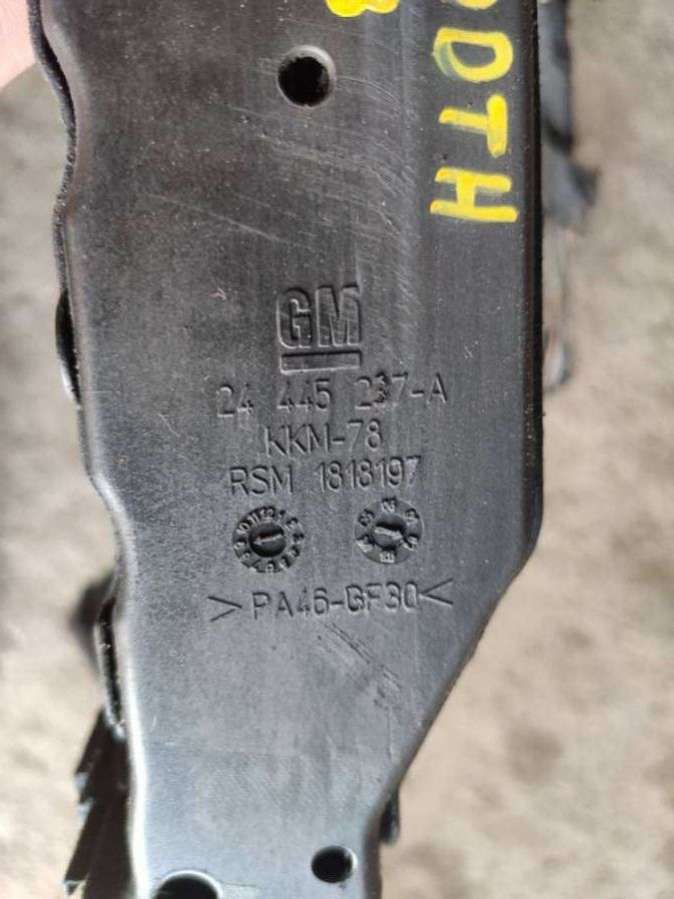 DTH
GM
24 445 237-A
KKM-78
RSM 1818197
>PA46-GF30<